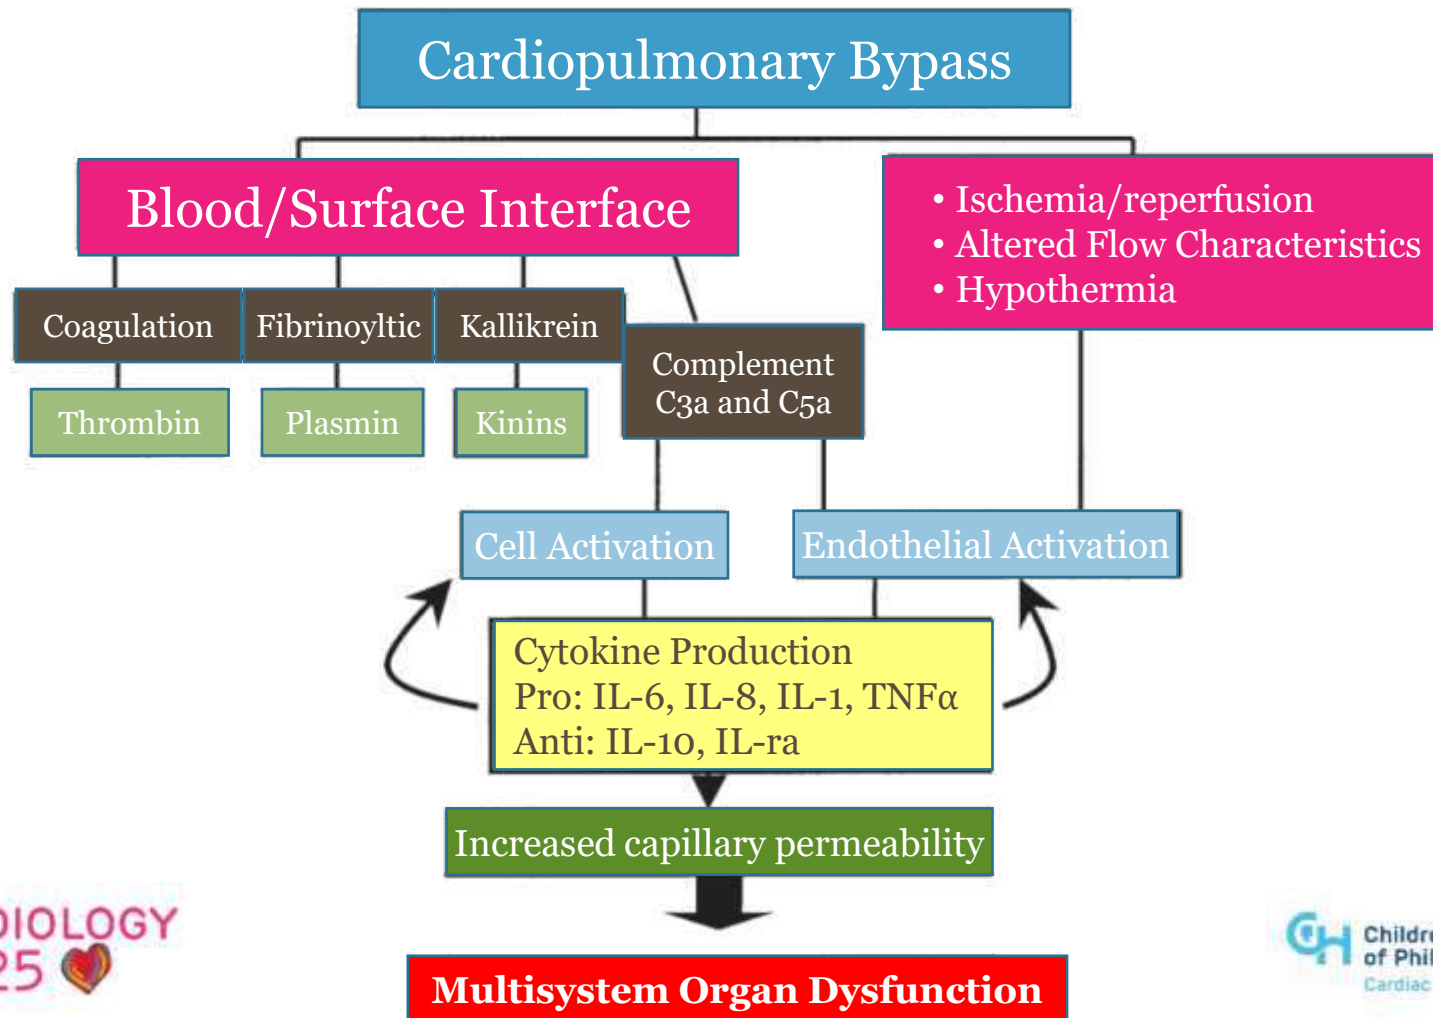 Cardiopulmonary Bypass
Blood/Surface Interface
• Ischemia/reperfusion
• Altered Flow Characteristics
• Hypothermia
Coagulation
Fibrinoyltic
Kallikrein
Complement
C3a and C5a
Thrombin
Plasmin
Kinins
Cell Activation
Endothelial Activation
Cytokine Production
Pro: IL-6, IL-8, IL-1, TNFα
Anti: IL-10, IL-ra
Increased capillary permeability
Multisystem Organ Dysfunction
DIOLOGY
25
CH
Childre
of Phil
Cardiac